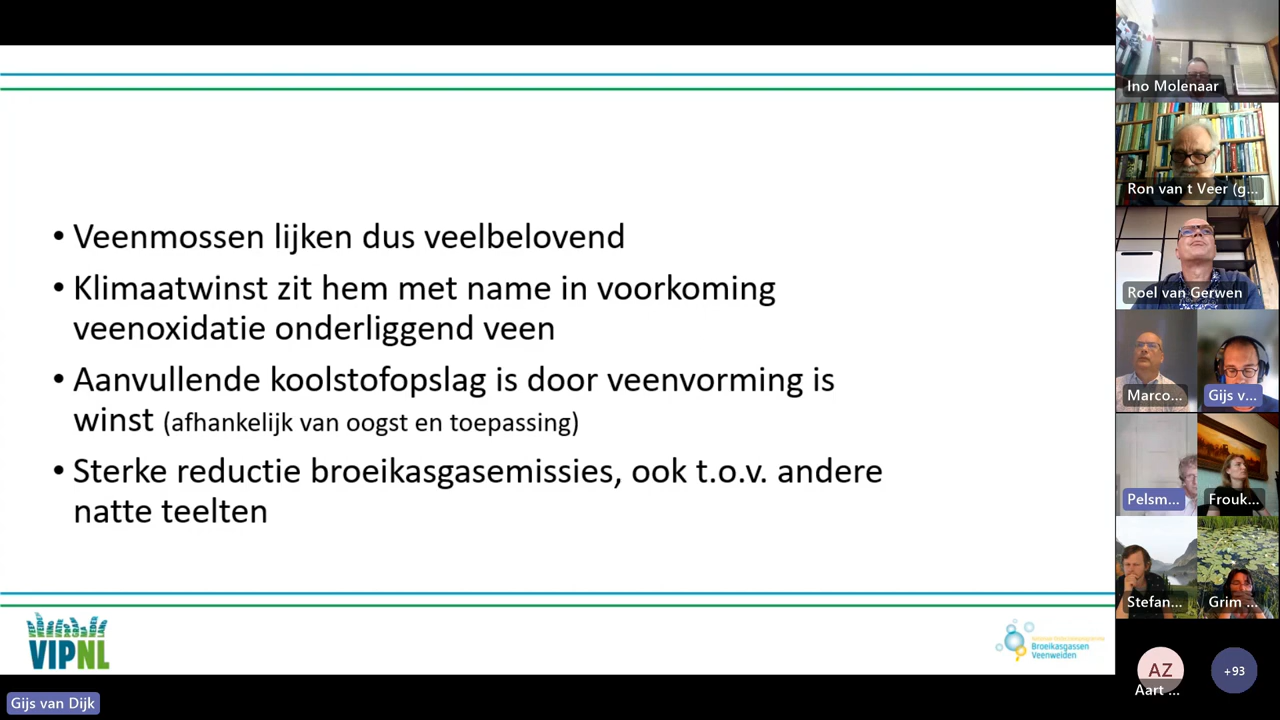 • Veenmossen lijken dus veelbelovend
• Klimaatwinst zit hem met name in voorkoming
veenoxidatie onderliggend veen
• Aanvullende koolstofopslag is door veenvorming is
winst (afhankelijk van oogst en toepassing)
• Sterke reductie broeikasgasemissies, ook t.o.v. andere
natte teelten
VIPNL
Broeikasgassen
Veenweiden
Gijs van Dijk
Ino Molenaar
Ron van t Veer (g...
Roel van Gerwen
Marco...
Gijs v...
Pelsm...
Frouk...
Stefan...
Grim ...
AZ
Aart ...
+93